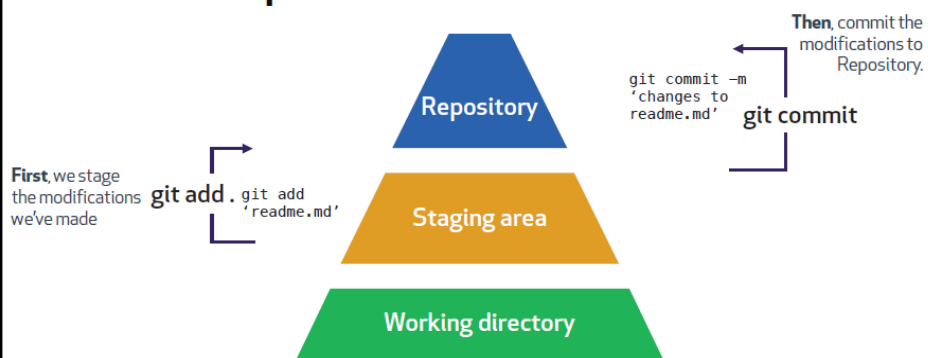 Then, commit the
modifications to
Repository.
git commit –m
‘changes to
readme.md’
git commit
Repository
First, we stage
the modifications
we've made
git add .
git add
‘readme.md’
Staging area
Working directory